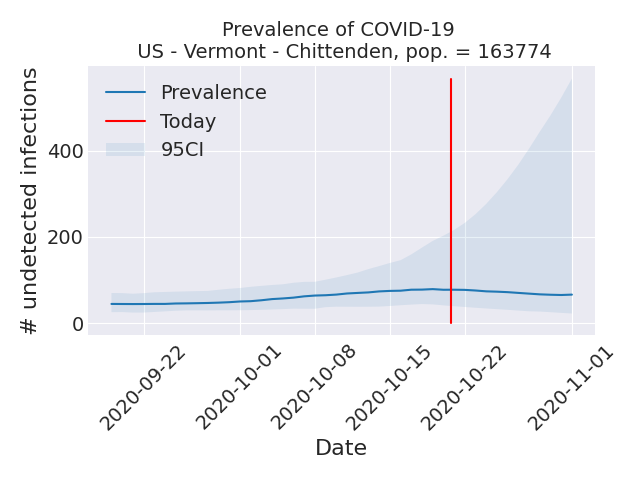 Prevalence of COVID-19
US - Vermont - Chittenden, pop. = 163774
Prevalence
Today
95CI
# undetected infections
400
200
0
2020-09-22
2020-10-01
2020-10-08
2020-10-15
2020-10-22
2020-11-01
Date